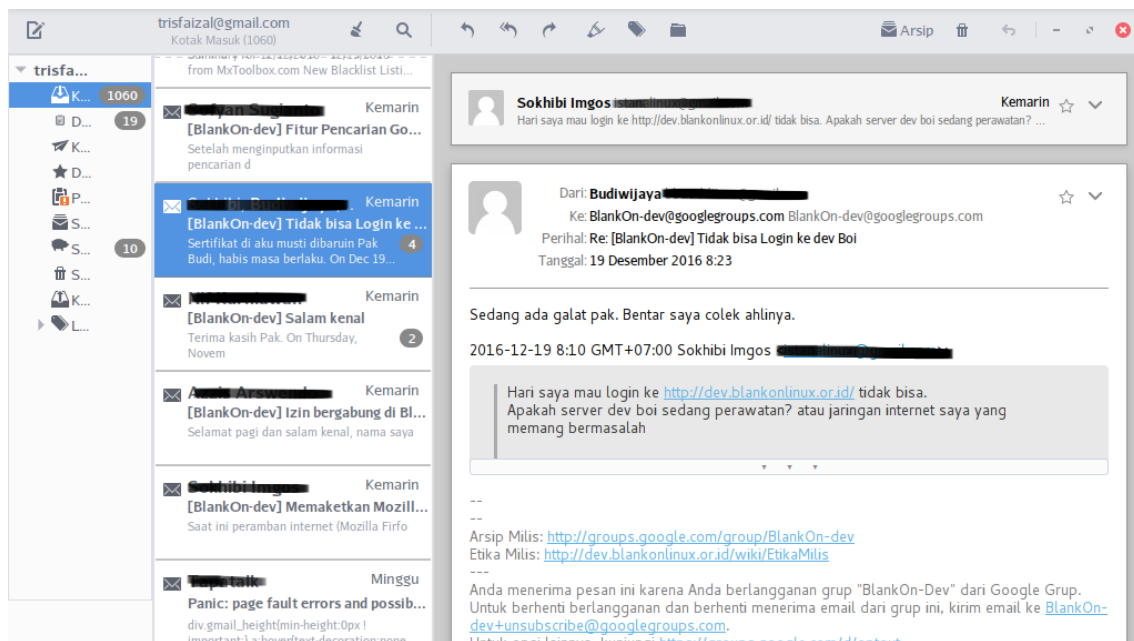 trisfaizal@gmail.com
Kotak Masuk (1060)
Arsip
trisfa...
K... 1060
D... 19
K...
D...
P...
S...
S... 10
S...
K...
L...
from MxToolbox.com New Blacklist Listi...
Kemarin
[BlankOn-dev] Fitur Pencarian Go...
Setelah menginputkan informasi
pencarian d
Kemarin
[BlankOn-dev] Tidak bisa Login ke ...
Sertifikat di aku musti dibaruin Pak
Budi, habis masa berlaku. On Dec 19...
4
Kemarin
[BlankOn-dev] Salam kenal
Terima kasih Pak. On Thursday,
Novem
2
Kemarin
[BlankOn-dev] Izin bergabung di Bl...
Selamat pagi dan salam kenal, nama saya
Kemarin
[BlankOn-dev] Memaketkan Mozill...
Saat ini peramban internet (Mozilla Firfo
Minggu
Panic: page fault errors and possib...
div.gmail_height{min-height:0px !
important;} a:hover{text-decoration:none
Sokhibi Imgos
Kemarin
Hari saya mau login ke http://dev.blankonlinux.or.id/ tidak bisa. Apakah server dev boi sedang perawatan? ...
Dari: Budiwijaya
Ke: BlankOn-dev@googlegroups.com BlankOn-dev@googlegroups.com
Perihal: Re: [BlankOn-dev] Tidak bisa Login ke dev Boi
Tanggal: 19 Desember 2016 8:23
Sedang ada galat pak. Bentar saya colek ahlinya.
2016-12-19 8:10 GMT+07:00 Sokhibi Imgos
Hari saya mau login ke http://dev.blankonlinux.or.id/ tidak bisa.
Apakah server dev boi sedang perawatan? atau jaringan internet saya yang
memang bermasalah
--
--
Arsip Milis: http://groups.google.com/group/BlankOn-dev
Etika Milis: http://dev.blankonlinux.or.id/wiki/EtikaMilis
---
Anda menerima pesan ini karena Anda berlangganan grup "BlankOn-Dev" dari Google Grup.
Untuk berhenti berlangganan dan berhenti menerima email dari grup ini, kirim email ke BlankOn-
dev+unsubscribe@googlegroups.com.